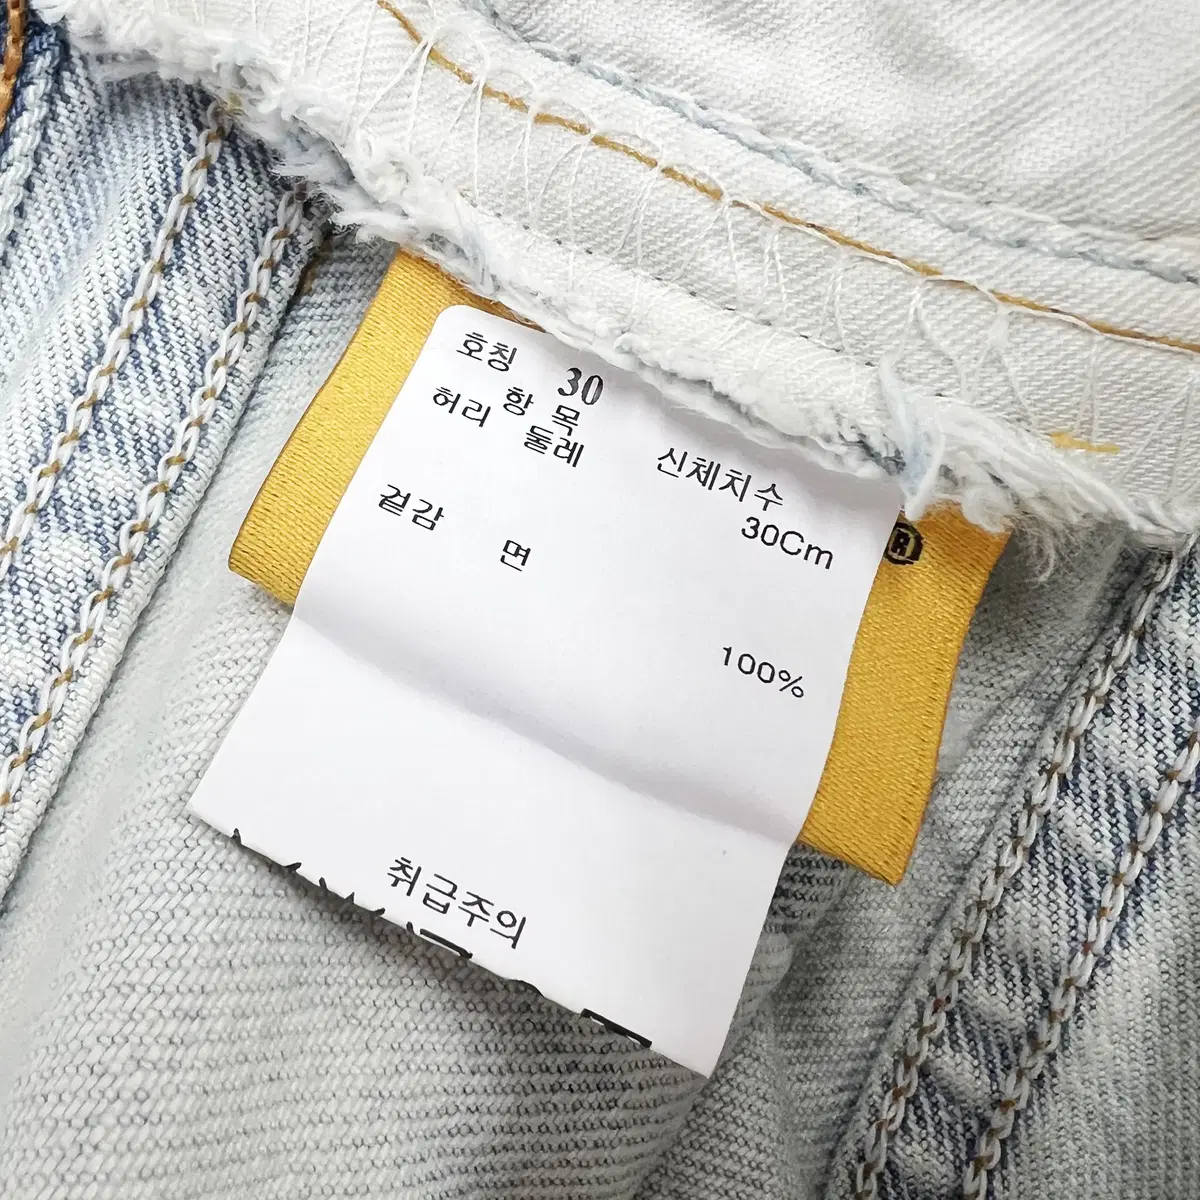 호칭 30
항 목 신체치수
허리 둘레 30Cm
겉감 면 100%
취급주의
®